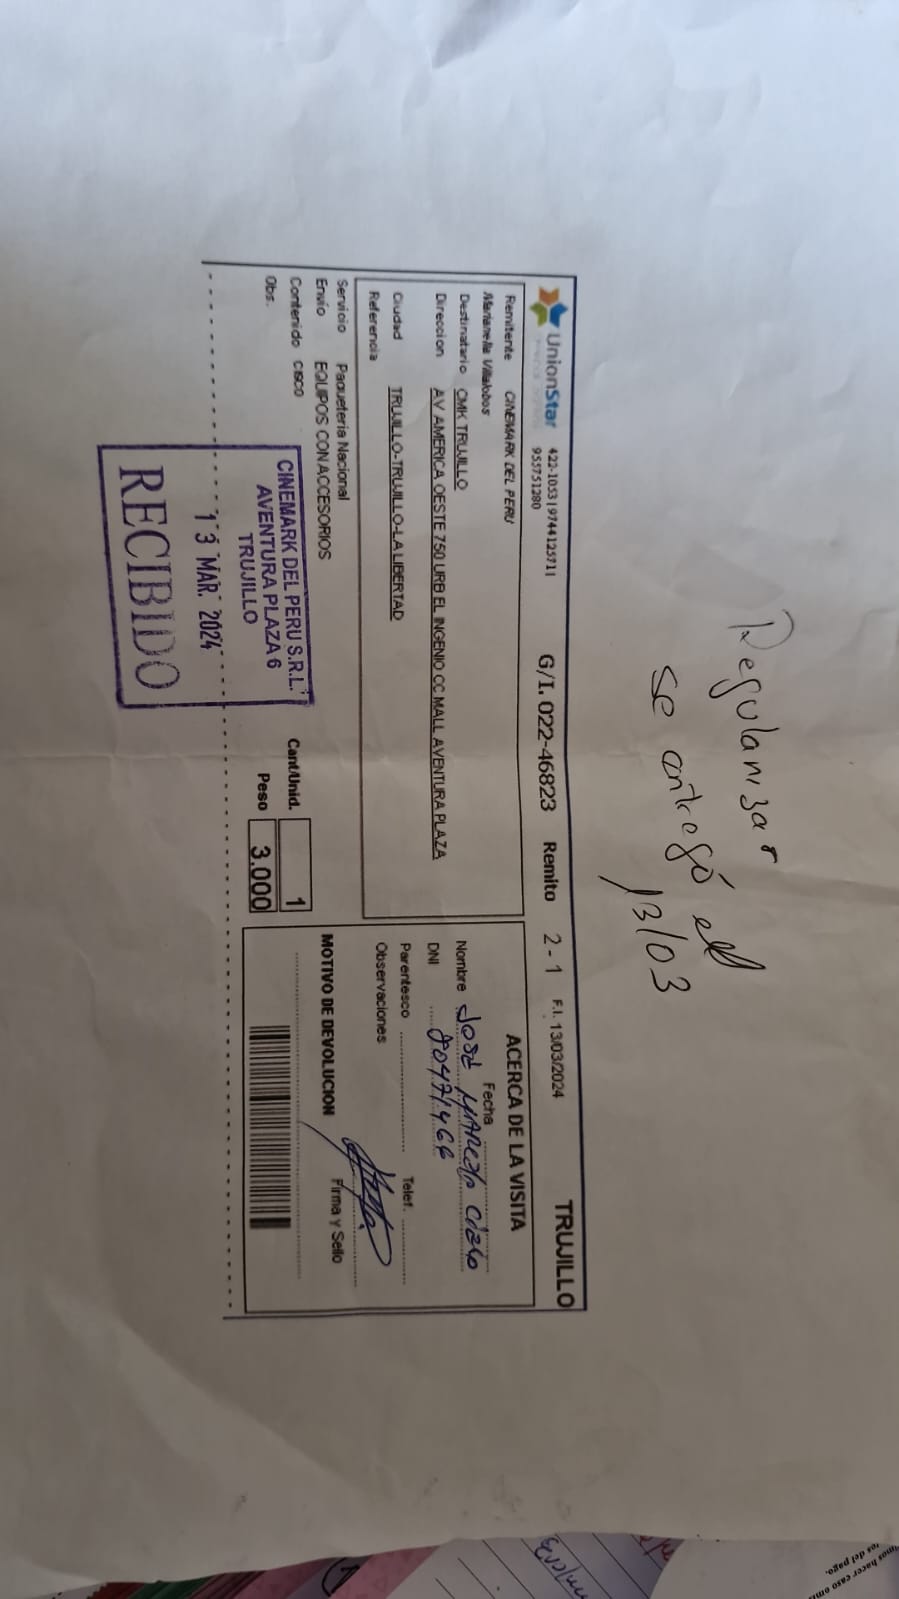 Regularizar
se entregó el
13/03
UnionStar 422-1053 | 9744125711
955751280
G/I. 022-46823 Remito 2 - 1 F.I. 13/03/2024 TRUJILLO
Remitente CINEMARK DEL PERU
Marianella Villalobos
Destinatario CMK TRUJILLO
Direccion AV AMERICA OESTE 750 URB EL INGENIO CC MALL AVENTURA PLAZA
Ciudad TRUJILLO-TRUJILLO-LA LIBERTAD
Referencia
Servicio Paqueteria Nacional
Envío EQUIPOS CON ACCESORIOS
Contenido CISCO
Obs.
Cant/Unid. 1
Peso 3.000
ACERCA DE LA VISITA
Fecha
Nombre José
DNI
Parentesco Telef.
Observaciones
MOTIVO DE DEVOLUCION Firma y Sello
CINEMARK DEL PERU S.R.L.
AVENTURA PLAZA 6
TRUJILLO
13 MAR. 2024
RECIBIDO